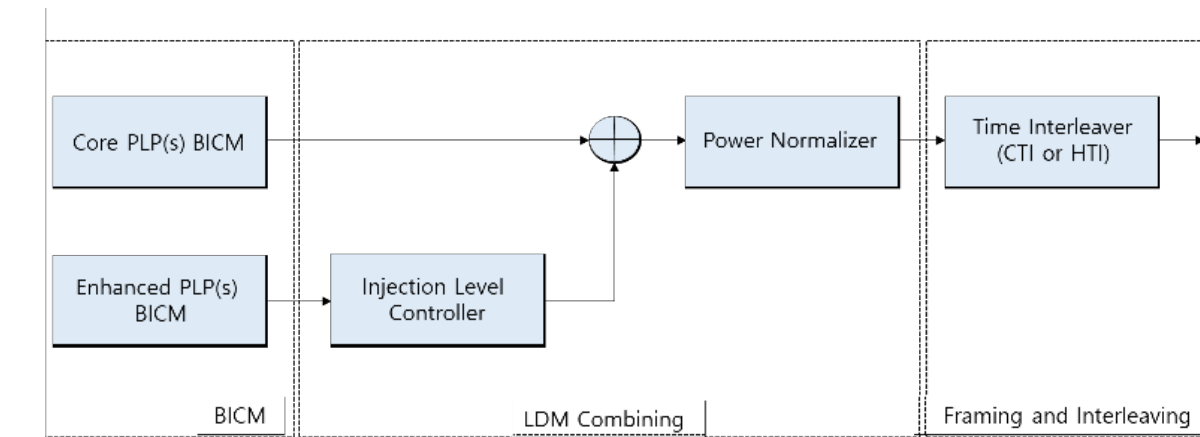 Core PLP(s) BICM
Power Normalizer
Time Interleaver
(CTI or HTI)
Enhanced PLP(s)
BICM
Injection Level
Controller
BICM
LDM Combining
Framing and Interleaving